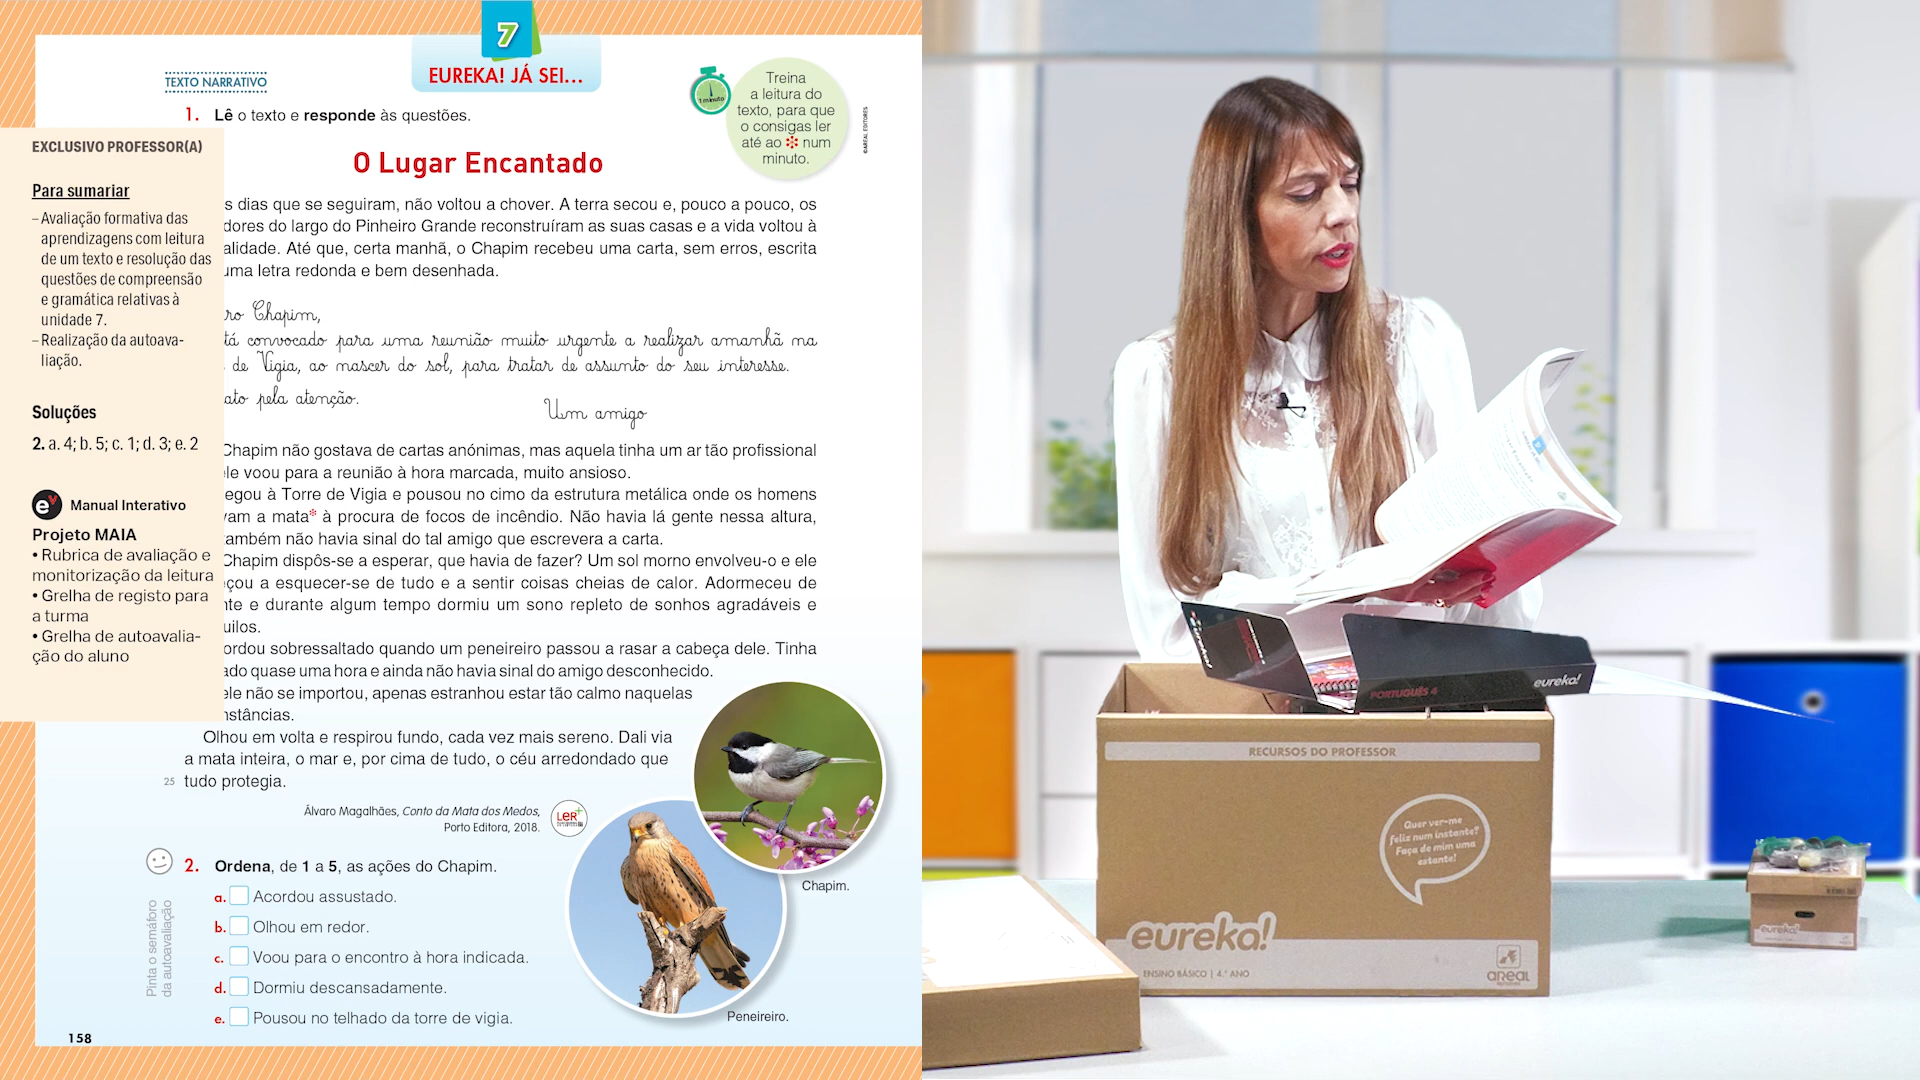 7
EUREKA! JÁ SEI...
TEXTO NARRATIVO
1. Lê o texto e responde às questões.
1 minuto
Treina
a leitura do
texto, para que
o consigas ler
até ao ✻ num
minuto.
©AREAL EDITORES
O Lugar Encantado
s dias que se seguiram, não voltou a chover. A terra secou e, pouco a pouco, os
dores do largo do Pinheiro Grande reconstruíram as suas casas e a vida voltou à
alidade. Até que, certa manhã, o Chapim recebeu uma carta, sem erros, escrita
uma letra redonda e bem desenhada.
ro Chapim,
tá convocado para uma reunião muito urgente a realizar amanhã na
de Vigia, ao nascer do sol, para tratar de assunto do seu interesse.
ato pela atenção.
Um amigo
Chapim não gostava de cartas anónimas, mas aquela tinha um ar tão profissional
le voou para a reunião à hora marcada, muito ansioso.
egou à Torre de Vigia e pousou no cimo da estrutura metálica onde os homens
vam a mata* à procura de focos de incêndio. Não havia lá gente nessa altura,
também não havia sinal do tal amigo que escrevera a carta.
Chapim dispôs-se a esperar, que havia de fazer? Um sol morno envolveu-o e ele
çou a esquecer-se de tudo e a sentir coisas cheias de calor. Adormeceu de
nte e durante algum tempo dormiu um sono repleto de sonhos agradáveis e
uilos.
ordou sobressaltado quando um peneireiro passou a rasar a cabeça dele. Tinha
ado quase uma hora e ainda não havia sinal do amigo desconhecido.
ele não se importou, apenas estranhou estar tão calmo naquelas
nstâncias.
Olhou em volta e respirou fundo, cada vez mais sereno. Dali via
a mata inteira, o mar e, por cima de tudo, o céu arredondado que
25 tudo protegia.
Álvaro Magalhães, Conto da Mata dos Medos,
Porto Editora, 2018.
LER+
2. Ordena, de 1 a 5, as ações do Chapim.
a. Acordou assustado.
b. Olhou em redor.
c. Voou para o encontro à hora indicada.
d. Dormiu descansadamente.
e. Pousou no telhado da torre de vigia.
Pinta o semáforo
da autoavaliação
Chapim.
Peneireiro.
158
EXCLUSIVO PROFESSOR(A)
Para sumariar
– Avaliação formativa das
aprendizagens com leitura
de um texto e resolução das
questões de compreensão
e gramática relativas à
unidade 7.
– Realização da autoava-
liação.
Soluções
2. a. 4; b. 5; c. 1; d. 3; e. 2
ev Manual Interativo
Projeto MAIA
• Rubrica de avaliação e
monitorização da leitura
• Grelha de registo para
a turma
• Grelha de autoavalia-
ção do aluno
PORTUGUÊS 4
eureka!
RECURSOS DO PROFESSOR
Quer ver-me
feliz num instante?
Faça de mim uma
estante!
eureka!
ENSINO BÁSICO | 4.º ANO
areal
editores
eureka!